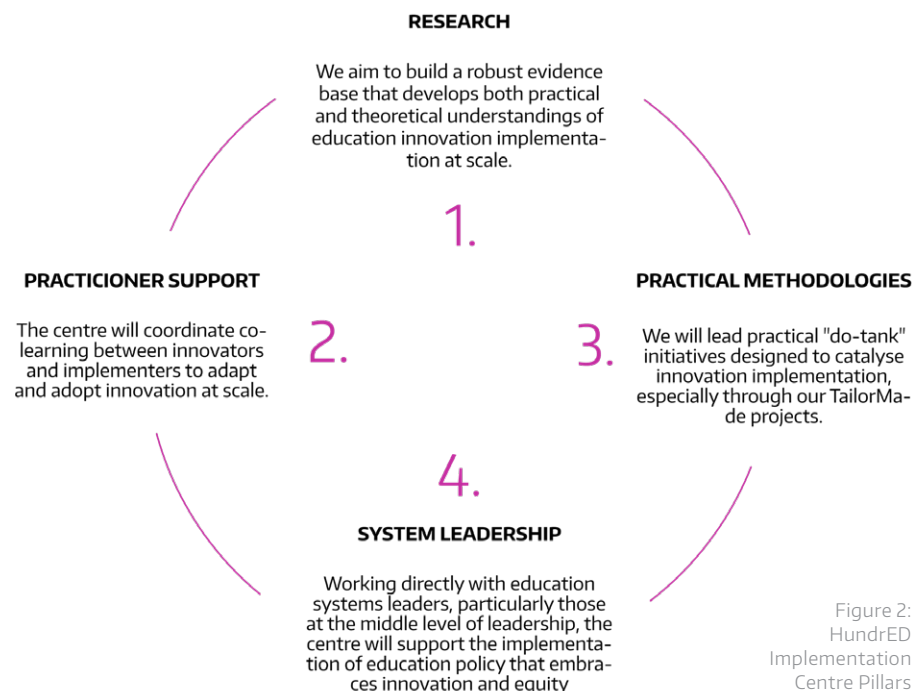 RESEARCH
We aim to build a robust evidence
base that develops both practical
and theoretical understandings of
education innovation implementa-
tion at scale.
1.
PRACTICIONER SUPPORT
The centre will coordinate co-
learning between innovators
and implementers to adapt
and adopt innovation at scale.
2.
3.
PRACTICAL METHODOLOGIES
We will lead practical "do-tank"
initiatives designed to catalyse
innovation implementation,
especially through our TailorMa-
de projects.
4.
SYSTEM LEADERSHIP
Working directly with education
systems leaders, particularly those
at the middle level of leadership, the
centre will support the implementa-
tion of education policy that embra-
ces innovation and equity
Figure 2:
HundrED
Implementation
Centre Pillars